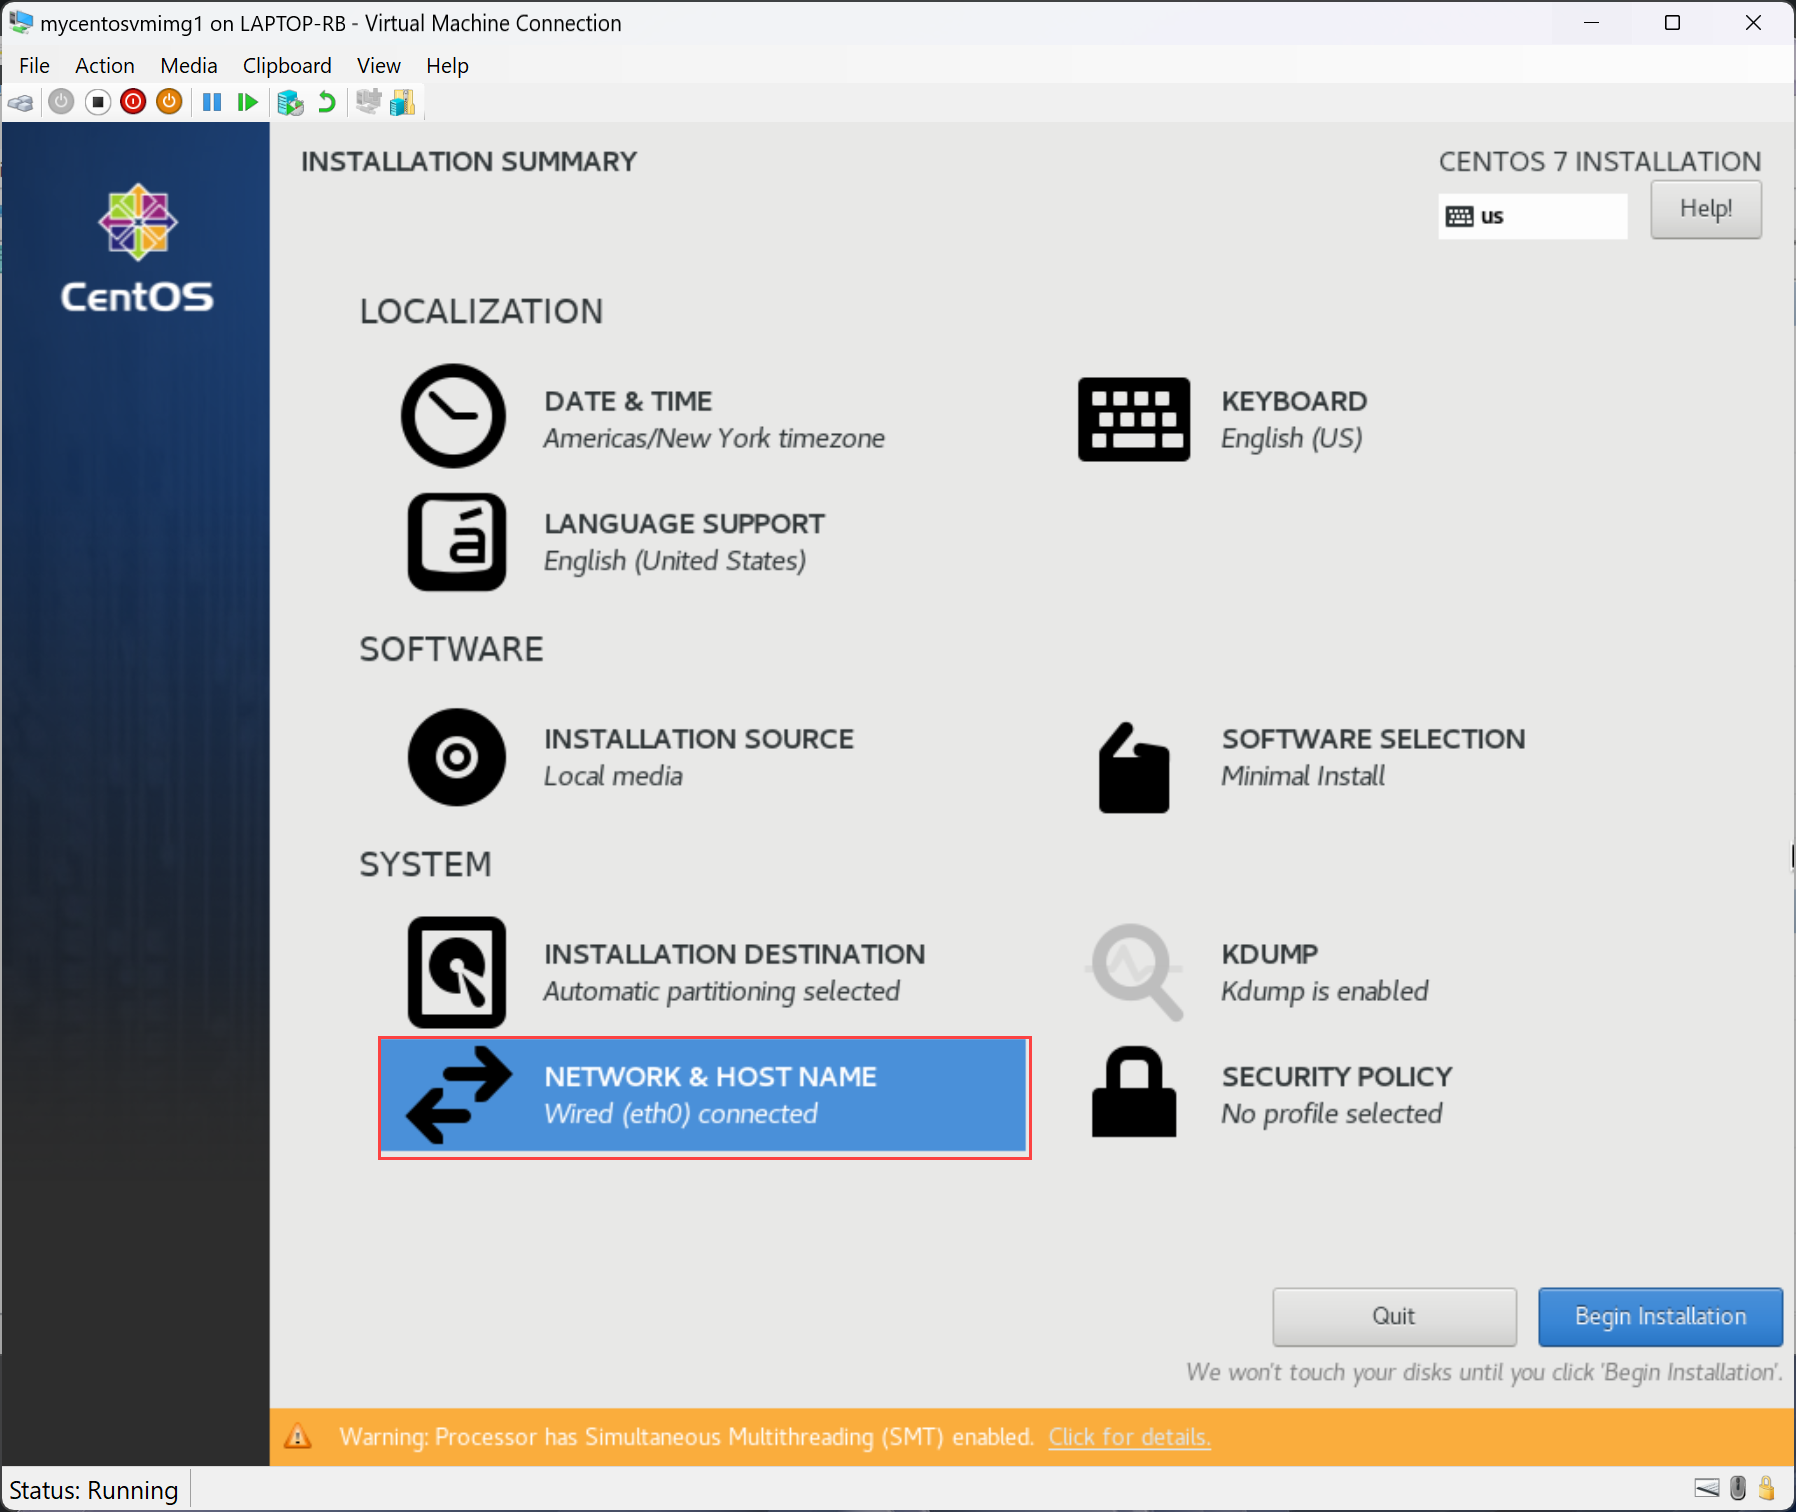 mycentosvmimg1 on LAPTOP-RB - Virtual Machine Connection
File Action Media Clipboard View Help
CentOS
INSTALLATION SUMMARY
CENTOS 7 INSTALLATION
us
Help!
LOCALIZATION
DATE & TIME
Americas/New York timezone
KEYBOARD
English (US)
á
LANGUAGE SUPPORT
English (United States)
SOFTWARE
INSTALLATION SOURCE
Local media
SOFTWARE SELECTION
Minimal Install
SYSTEM
INSTALLATION DESTINATION
Automatic partitioning selected
KDUMP
Kdump is enabled
NETWORK & HOST NAME
Wired (eth0) connected
SECURITY POLICY
No profile selected
Quit
Begin Installation
We won't touch your disks until you click 'Begin Installation'.
Warning: Processor has Simultaneous Multithreading (SMT) enabled. Click for details.
Status: Running